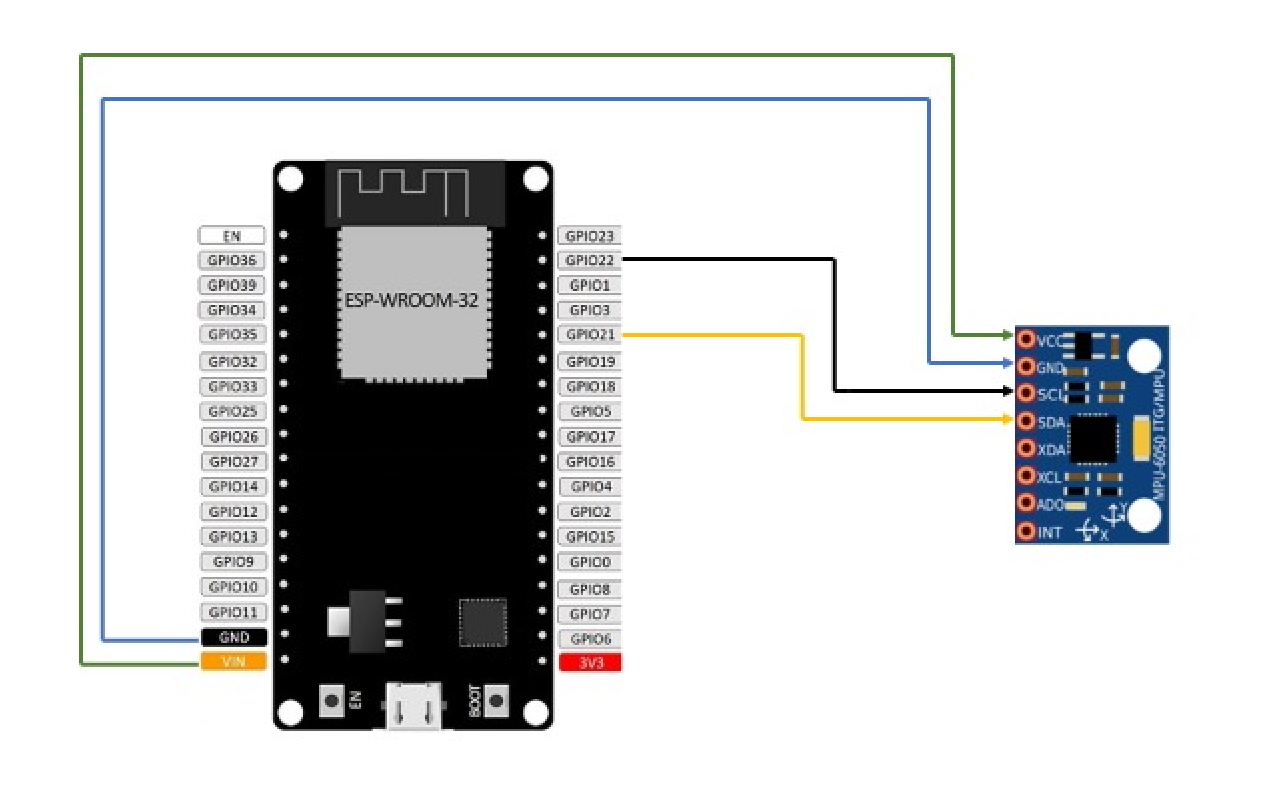 ESP-WROOM-32
EN
GPIO36
GPIO39
GPIO34
GPIO35
GPIO32
GPIO33
GPIO25
GPIO26
GPIO27
GPIO14
GPIO12
GPIO13
GPIO9
GPIO10
GPIO11
GND
VIN
GPIO23
GPIO22
GPIO1
GPIO3
GPIO21
GPIO19
GPIO18
GPIO5
GPIO17
GPIO16
GPIO4
GPIO2
GPIO15
GPIO0
GPIO8
GPIO7
GPIO6
3V3
EN
BOOT
VCC
GND
SCL
SDA
XDA
XCL
ADO
INT
MPU-6050 ITG/MPU
Y
X